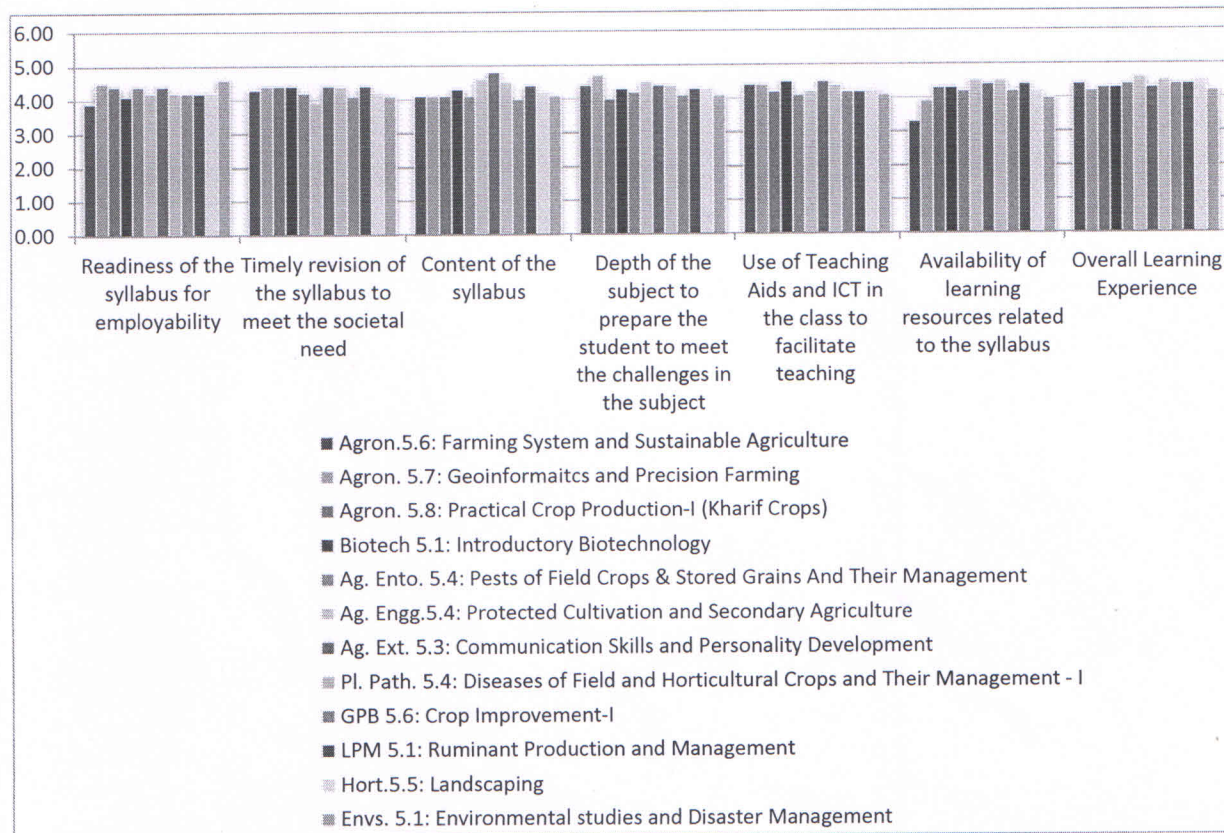 6.00
5.00
4.00
3.00
2.00
1.00
0.00
Readiness of the
syllabus for
employability
Timely revision of
the syllabus to
meet the societal
need
Content of the
syllabus
Depth of the
subject to
prepare the
student to meet
the challenges in
the subject
Use of Teaching
Aids and ICT in
the class to
facilitate
teaching
Availability of
learning
resources related
to the syllabus
Overall Learning
Experience
Agron.5.6: Farming System and Sustainable Agriculture
Agron. 5.7: Geoinformaitcs and Precision Farming
Agron. 5.8: Practical Crop Production-I (Kharif Crops)
Biotech 5.1: Introductory Biotechnology
Ag. Ento. 5.4: Pests of Field Crops & Stored Grains And Their Management
Ag. Engg.5.4: Protected Cultivation and Secondary Agriculture
Ag. Ext. 5.3: Communication Skills and Personality Development
Pl. Path. 5.4: Diseases of Field and Horticultural Crops and Their Management - I
GPB 5.6: Crop Improvement-I
LPM 5.1: Ruminant Production and Management
Hort.5.5: Landscaping
Envs. 5.1: Environmental studies and Disaster Management